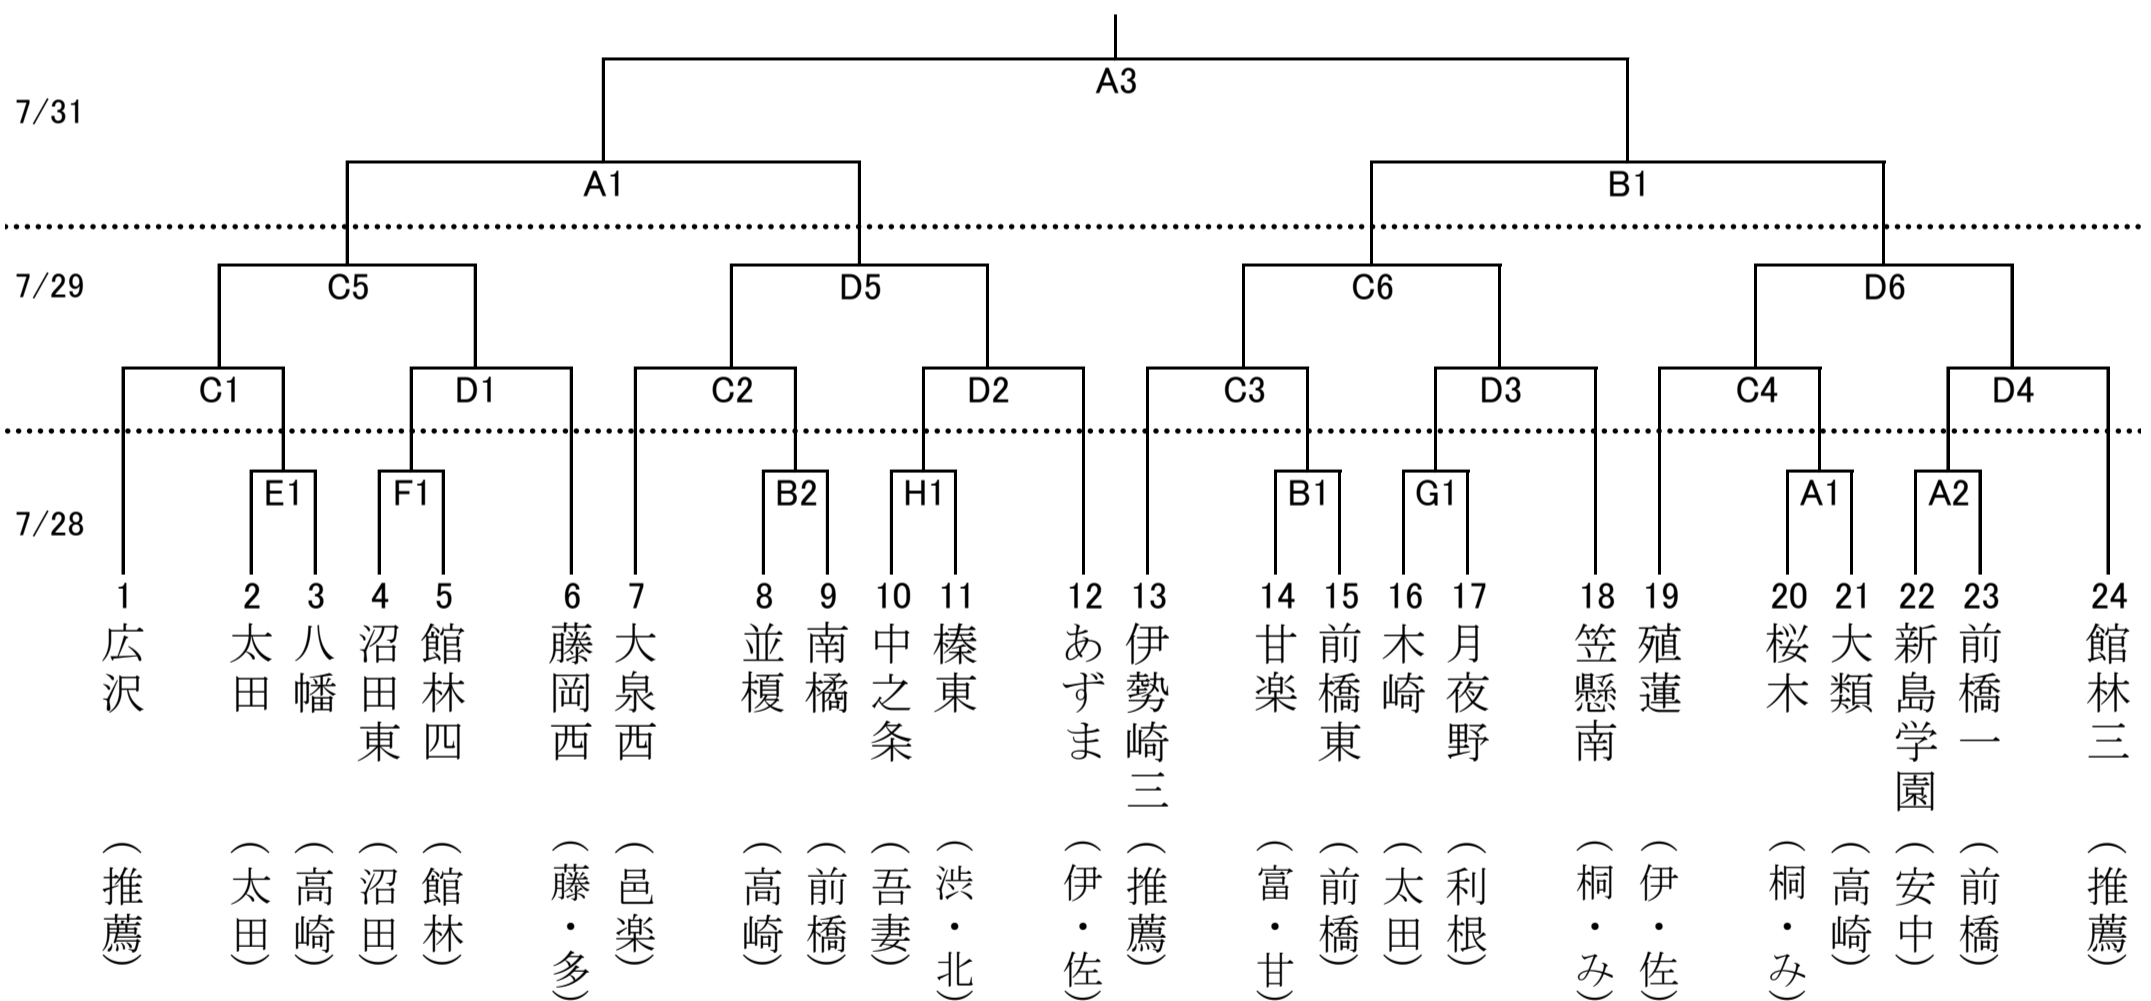 A3
7/31
A1 B1
7/29
C5 D5 C6 D6
C1 D1 C2 D2 C3 D3 C4 D4
E1 F1 B2 H1 B1 G1 A1 A2
7/28
1 2 3 4 5 6 7 8 9 10 11 12 13 14 15 16 17 18 19 20 21 22 23 24
広沢
(推薦)
太田
(太田)
八幡
(高崎)
沼田東
(沼田)
館林四
(館林)
藤岡西
(藤・多)
大泉西
(邑楽)
並榎
(高崎)
南橘
(前橋)
中之条
(吾妻)
榛東
(渋・北)
あずま
(伊・佐)
伊勢崎三
(推薦)
甘楽
(富・甘)
前橋東
(前橋)
木崎
(太田)
月夜野
(利根)
笠懸南
(桐・み)
殖蓮
(伊・佐)
桜木
(桐・み)
大類
(高崎)
新島学園
(安中)
前橋一
(前橋)
館林三
(推薦)